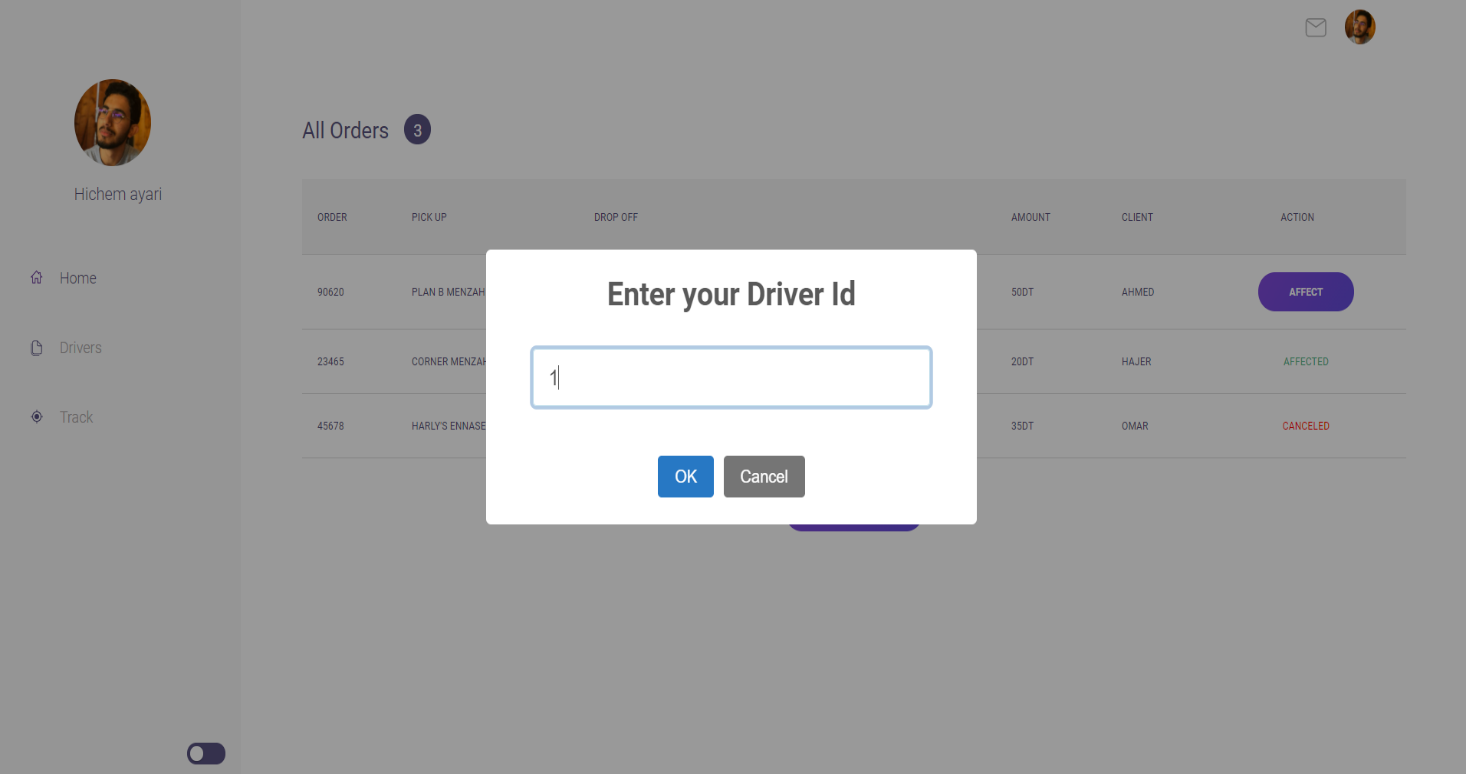 Hichem ayari
Home
Drivers
Track
All Orders 3
ORDER PICK UP DROP OFF AMOUNT CLIENT ACTION
90620 PLAN B MENZAH 50DT AHMED AFFECT
23465 CORNER MENZAH 20DT HAJER AFFECTED
45678 HARLY'S ENNASE 35DT OMAR CANCELED
Enter your Driver Id
1
OK Cancel